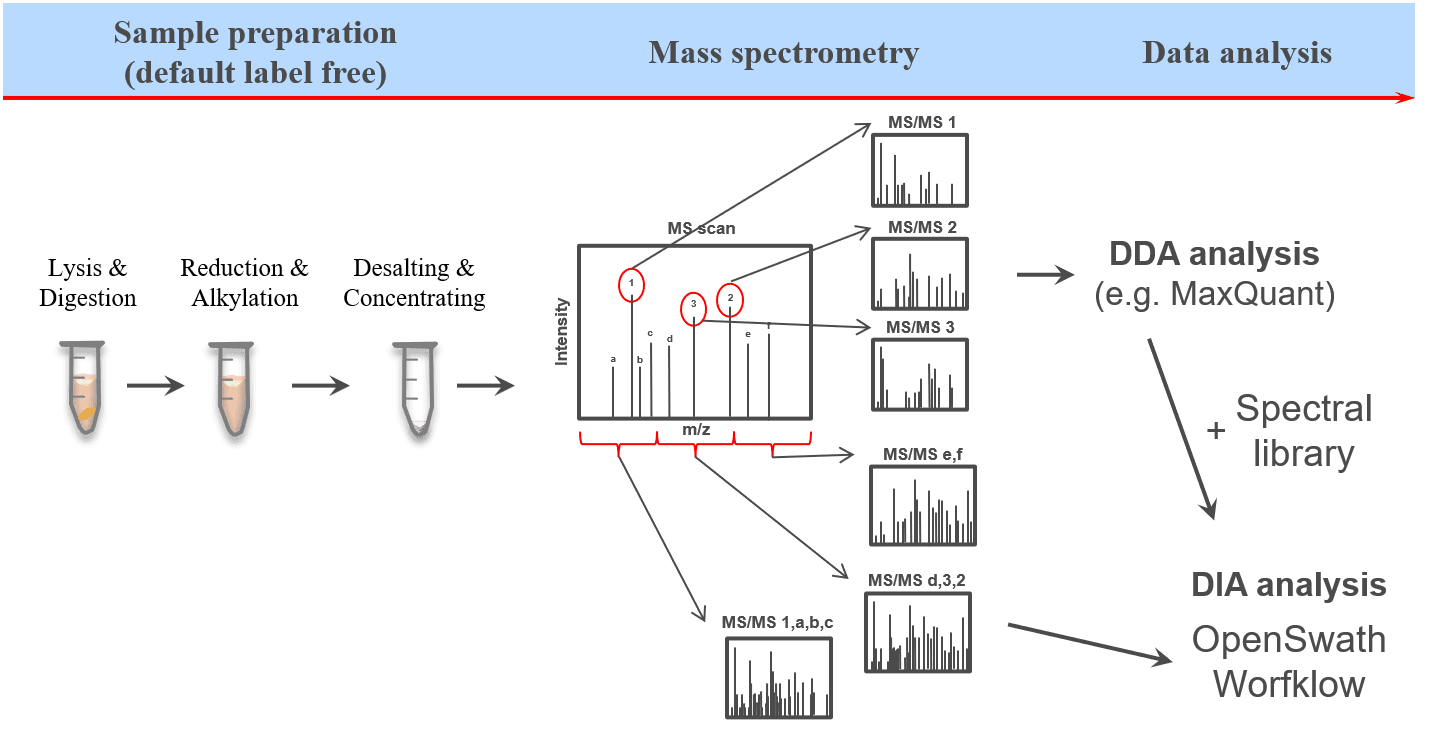 Sample preparation
(default label free)
Mass spectrometry
Data analysis
Lysis &
Digestion
Reduction &
Alkylation
Desalting &
Concentrating
MS scan
Intensity
1
3
2
a
b
c
d
e
f
m/z
MS/MS 1
MS/MS 2
MS/MS 3
MS/MS e,f
MS/MS d,3,2
MS/MS 1,a,b,c
DDA analysis
(e.g. MaxQuant)
+
Spectral
library
DIA analysis
OpenSwath
Worfklow